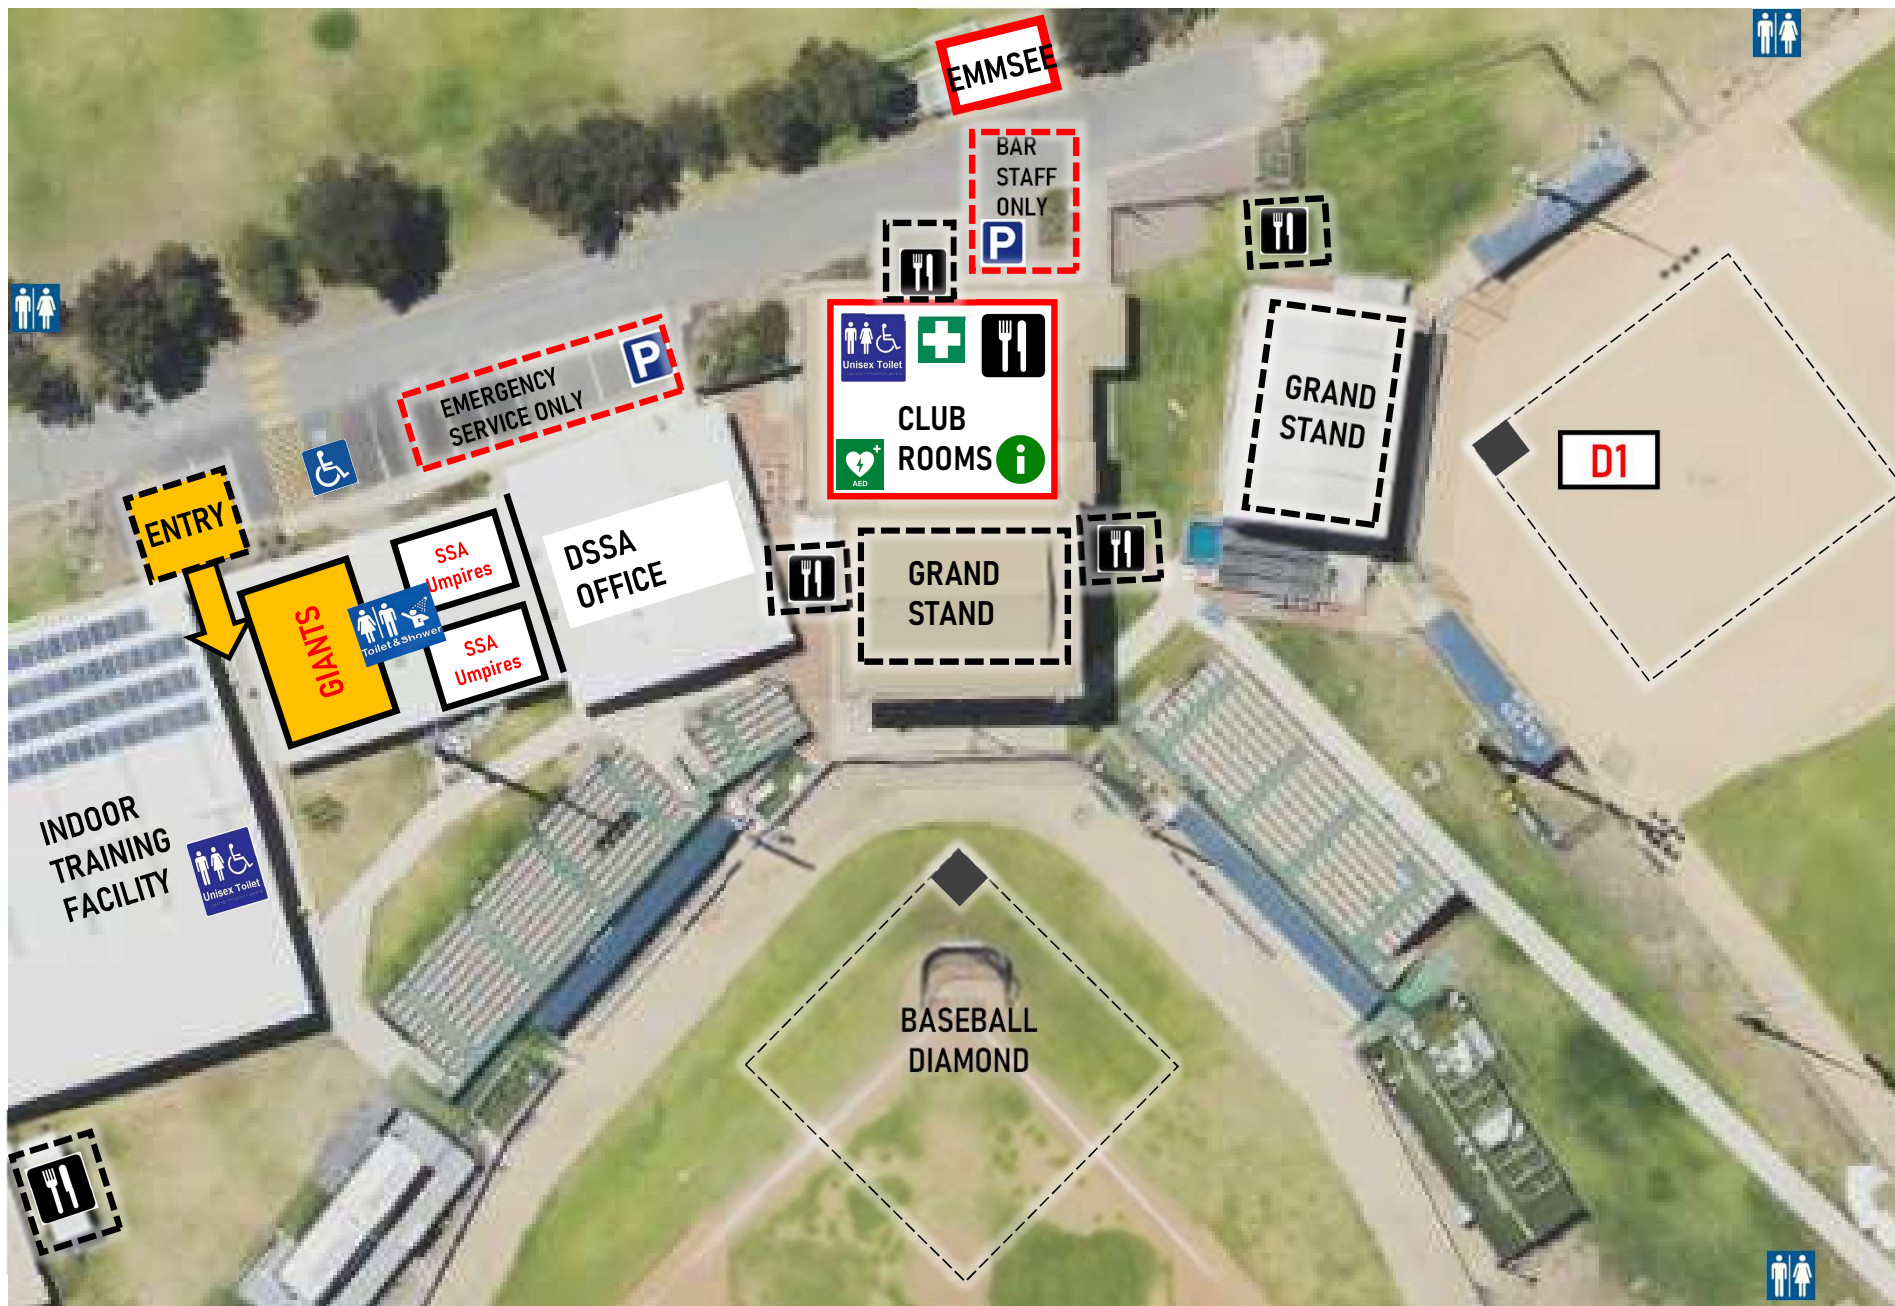 EMMSEE
BAR
STAFF
ONLY
P
P
EMERGENCY
SERVICE ONLY
Unisex Toilet
CLUB
ROOMS
i
AED
GRAND
STAND
D1
ENTRY
SSA
Umpires
DSSA
OFFICE
GRAND
STAND
GIANTS
Toilet & Shower
SSA
Umpires
INDOOR
TRAINING
FACILITY
Unisex Toilet
BASEBALL
DIAMOND